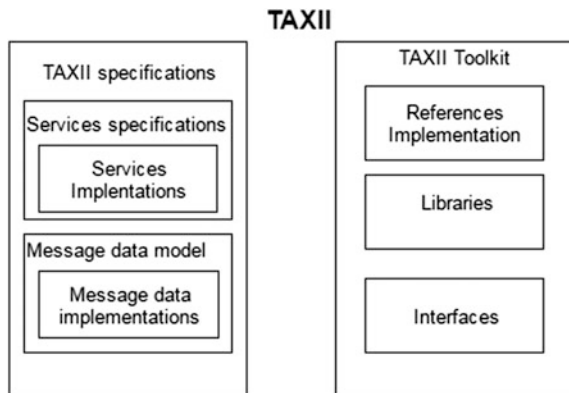 TAXII
TAXII specifications
Services specifications
Services
Implentations
Message data model
Message data
implementations
TAXII Toolkit
References
Implementation
Libraries
Interfaces